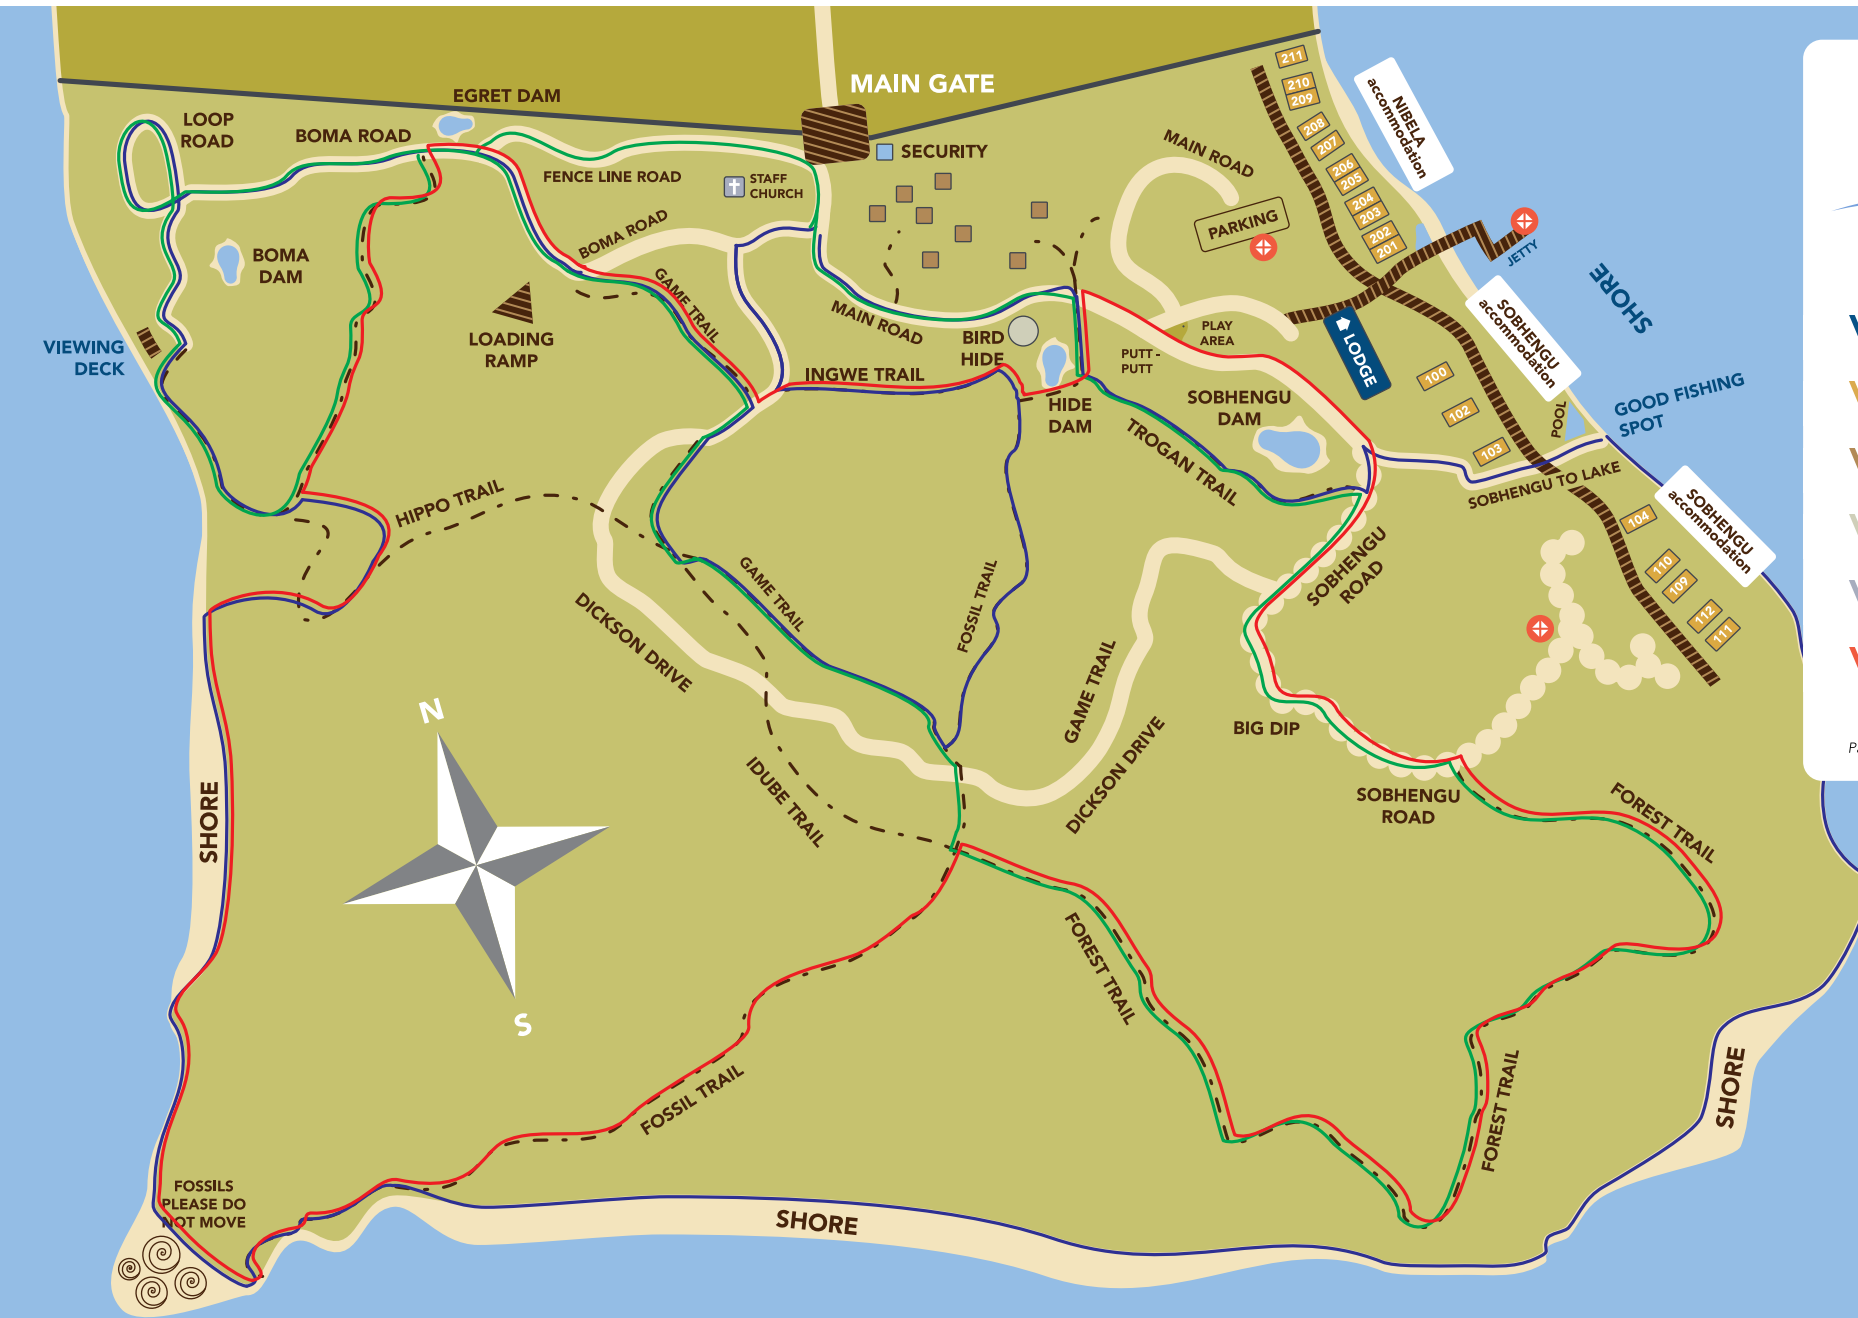 MAIN GATE
EGRET DAM
LOOP
ROAD
BOMA ROAD
SECURITY
FENCE LINE ROAD
STAFF
CHURCH
MAIN ROAD
PARKING
211
210
209
208
207
206
205
204
203
202
201
NIBELA
accommodation
JETTY
SHORE
BOMA ROAD
BOMA
DAM
GAME TRAIL
LOADING
RAMP
VIEWING
DECK
MAIN ROAD
BIRD
HIDE
INGWE TRAIL
HIDE
DAM
PLAY
AREA
PUTT -
PUTT
LODGE
SOBHENGU
accommodation
100
102
103
POOL
GOOD FISHING
SPOT
SOBHENGU
DAM
TROGAN TRAIL
SOBHENGU TO LAKE
SOBHENGU
accommodation
104
110
109
112
111
HIPPO TRAIL
GAME TRAIL
DICKSON DRIVE
FOSSIL TRAIL
SOBHENGU
ROAD
GAME TRAIL
DICKSON DRIVE
BIG DIP
SOBHENGU
ROAD
IDUBE TRAIL
N
S
SHORE
FOREST TRAIL
FOREST TRAIL
FOREST TRAIL
FOSSIL TRAIL
SHORE
FOSSILS
PLEASE DO
NOT MOVE
SHORE